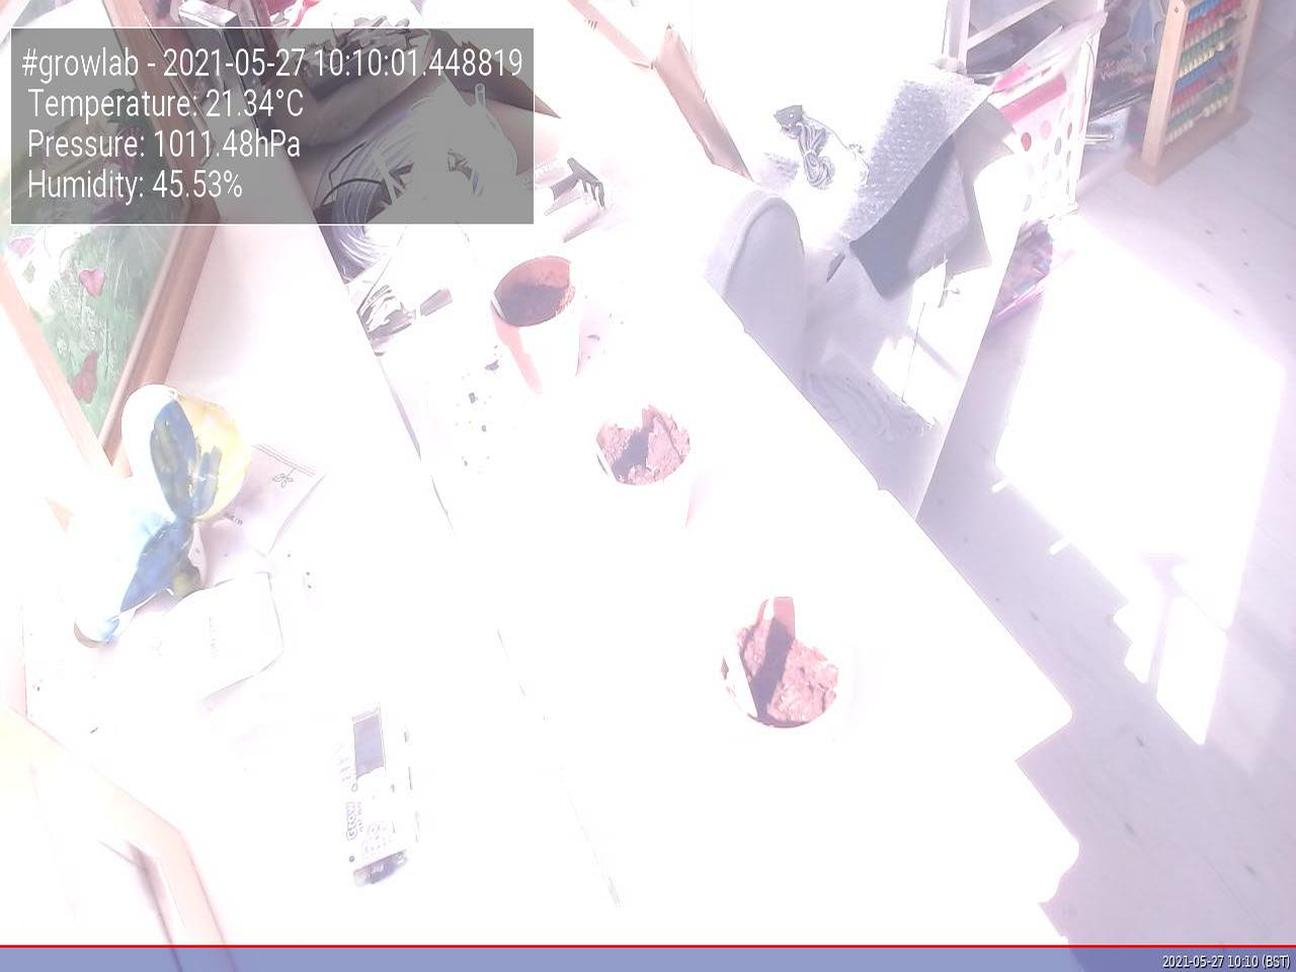 #growlab - 2021-05-27 10:10:01.448819
Temperature: 21.34°C
Pressure: 1011.48hPa
Humidity: 45.53%
Grow
2021-05-27 10:10 (BST)